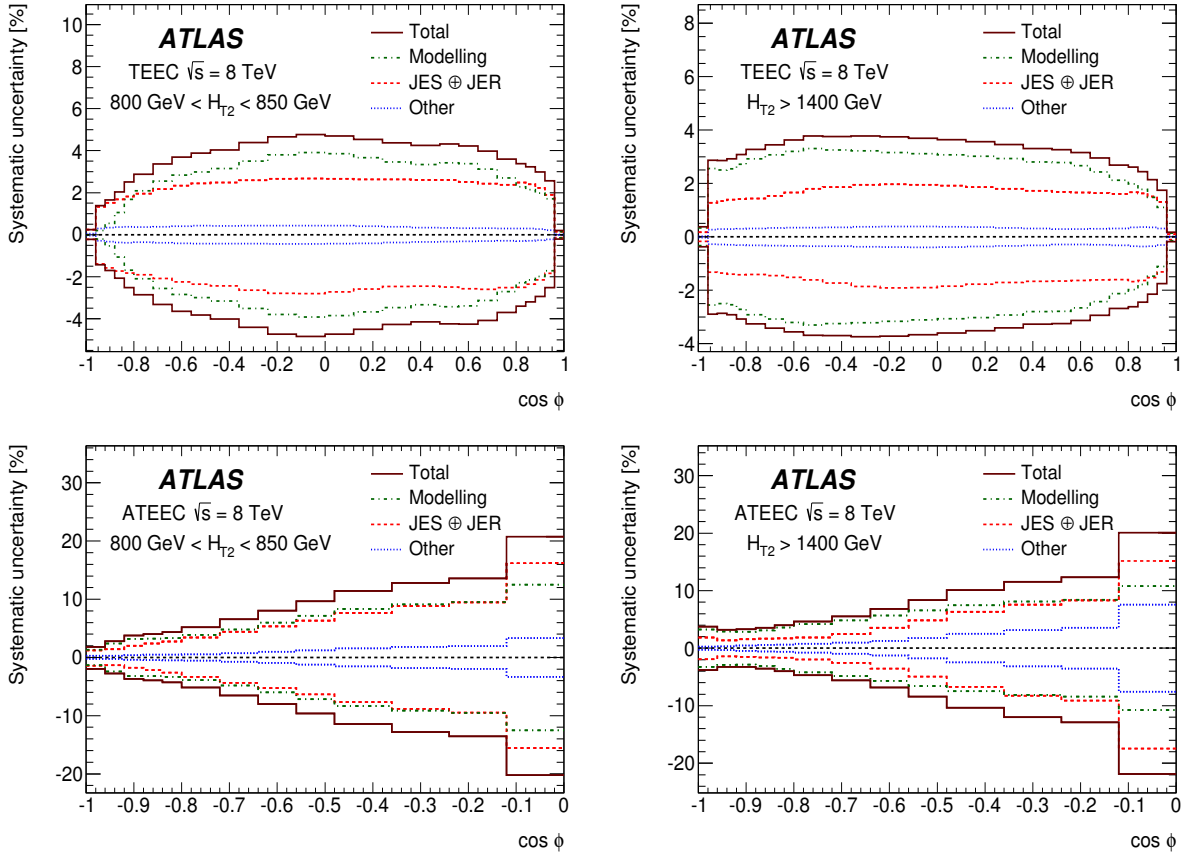 Systematic uncertainty [%]
10
8
6
4
2
0
-2
-4
ATLAS
TEEC √s = 8 TeV
800 GeV < H_T2 < 850 GeV
Total
Modelling
JES ⊕ JER
Other
-1 -0.8 -0.6 -0.4 -0.2 0 0.2 0.4 0.6 0.8 1
cos ϕ
Systematic uncertainty [%]
8
6
4
2
0
-2
-4
ATLAS
TEEC √s = 8 TeV
H_T2 > 1400 GeV
Total
Modelling
JES ⊕ JER
Other
-1 -0.8 -0.6 -0.4 -0.2 0 0.2 0.4 0.6 0.8 1
cos ϕ
Systematic uncertainty [%]
30
20
10
0
-10
-20
ATLAS
ATEEC √s = 8 TeV
800 GeV < H_T2 < 850 GeV
Total
Modelling
JES ⊕ JER
Other
-1 -0.9 -0.8 -0.7 -0.6 -0.5 -0.4 -0.3 -0.2 -0.1 0
cos ϕ
Systematic uncertainty [%]
30
20
10
0
-10
-20
ATLAS
ATEEC √s = 8 TeV
H_T2 > 1400 GeV
Total
Modelling
JES ⊕ JER
Other
-1 -0.9 -0.8 -0.7 -0.6 -0.5 -0.4 -0.3 -0.2 -0.1 0
cos ϕ